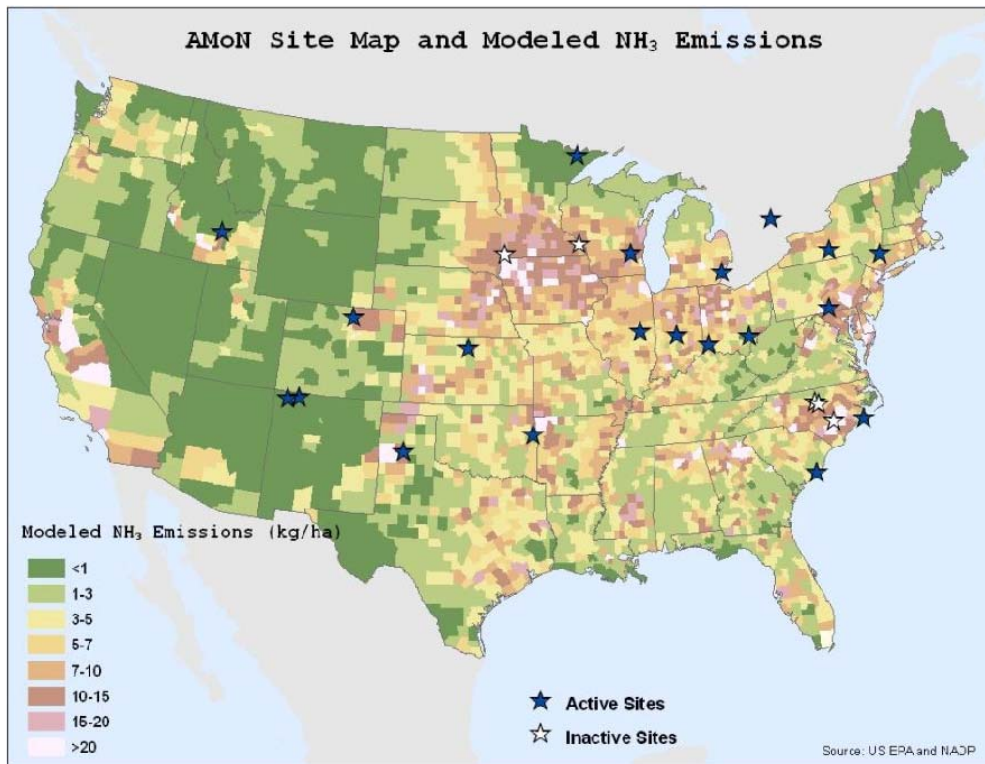 AMoN Site Map and Modeled NH₃ Emissions
Modeled NH₃ Emissions (kg/ha)
<1
1-3
3-5
5-7
7-10
10-15
15-20
>20
Active Sites
Inactive Sites
Source: US EPA and NADP